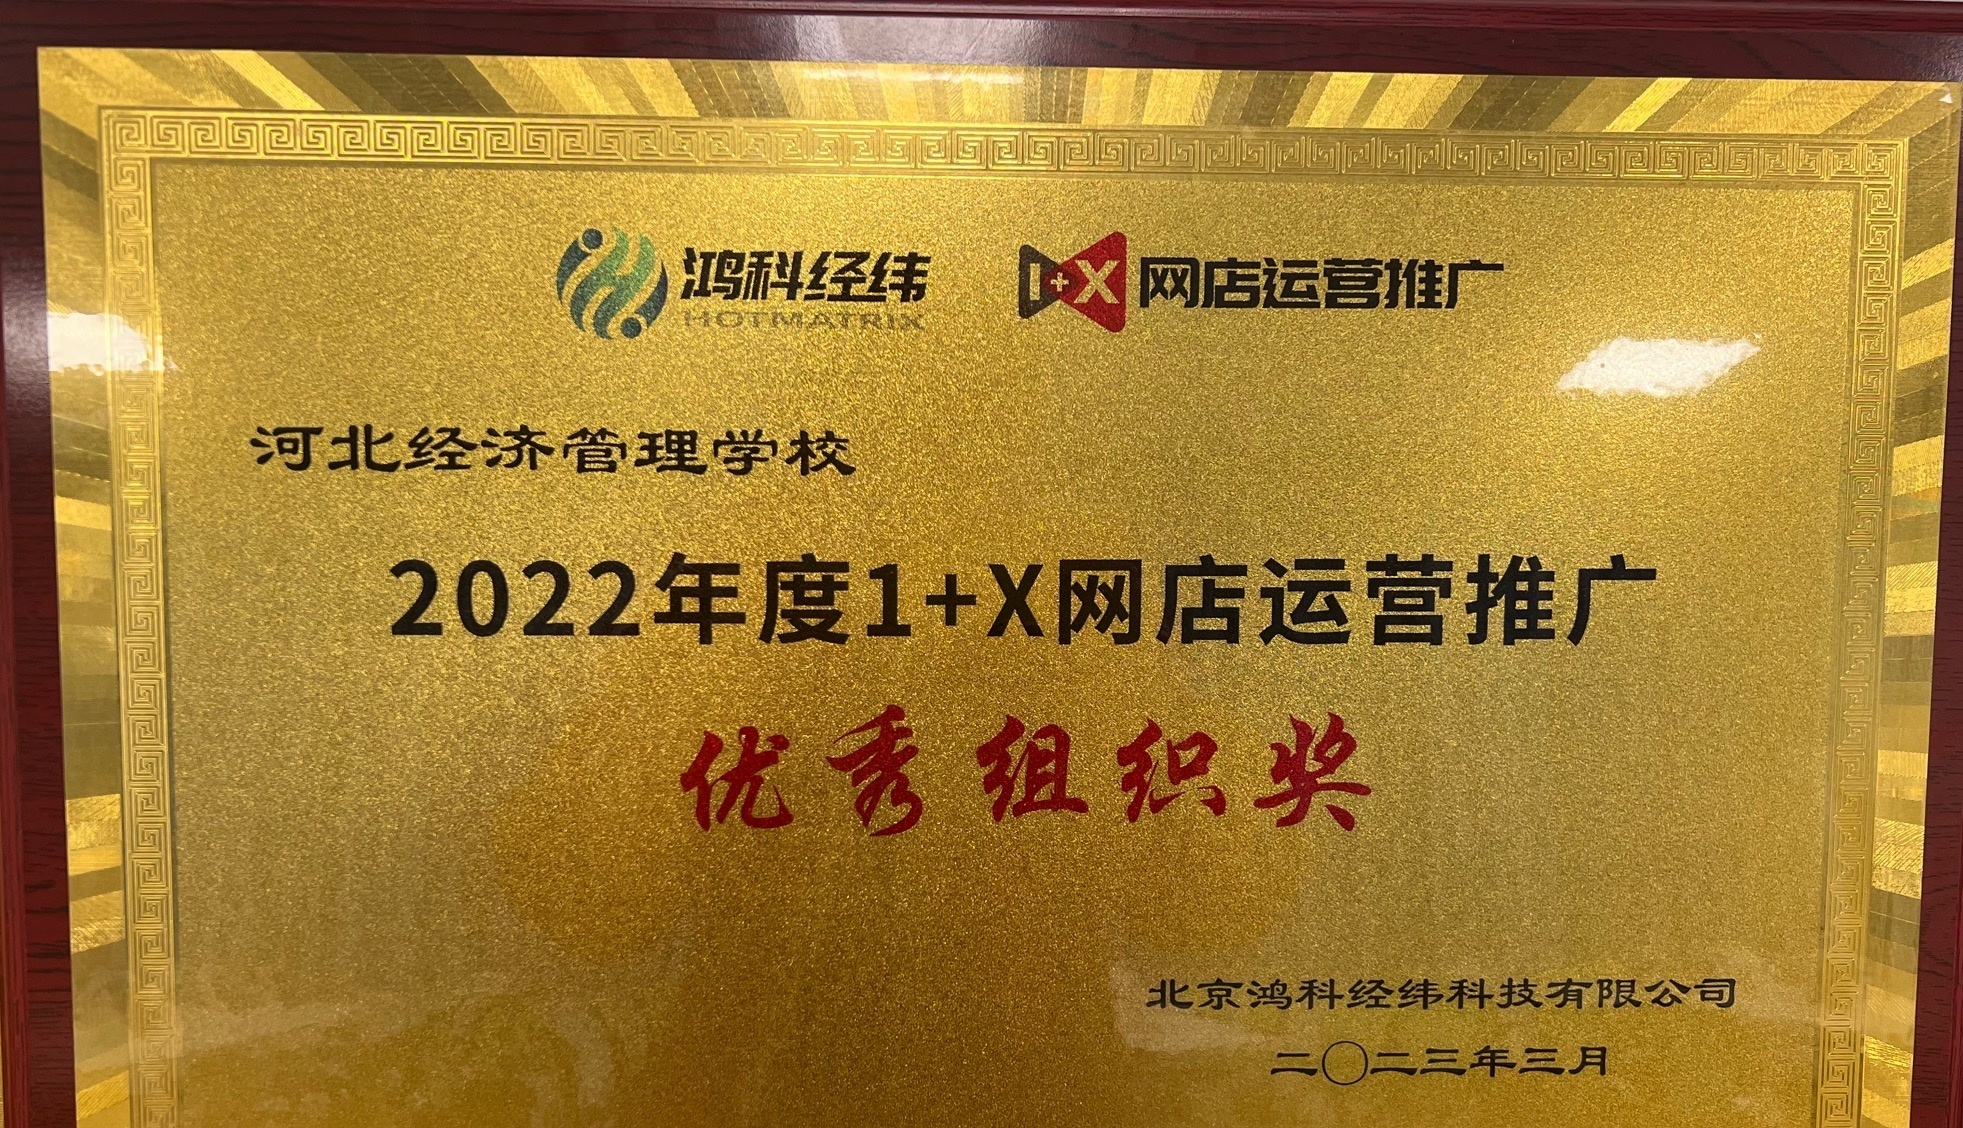 鸿科经纬
HOTMATRIX
1+X 网店运营推广
河北经济管理学校
2022年度1+X网店运营推广
优秀组织奖
北京鸿科经纬科技有限公司
二〇二三年三月